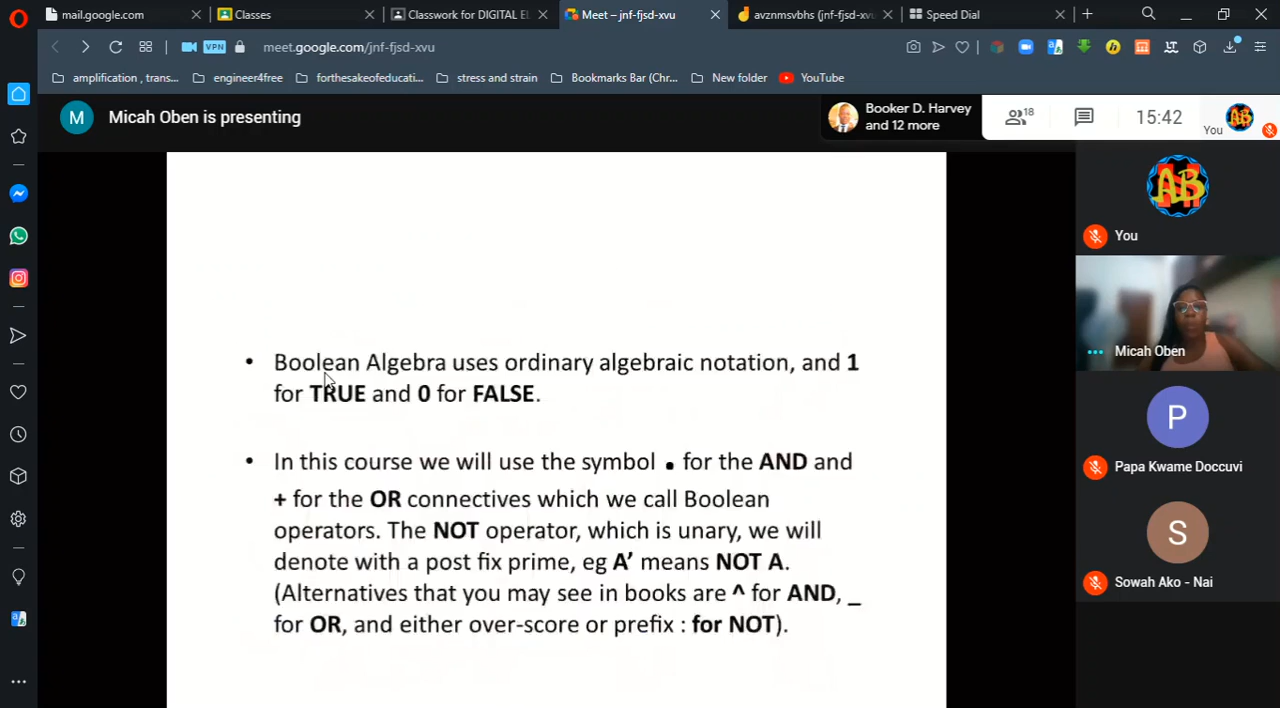 mail.google.com
Classes
Classwork for DIGITAL EL
Meet – jnf-fjsd-xvu
avznmsvbhs (jnf-fjsd-xv
Speed Dial
VPN
meet.google.com/jnf-fjsd-xvu
amplification , trans...
engineer4free
forthesakeofeducati...
stress and strain
Bookmarks Bar (Chr...
New folder
YouTube
M
Micah Oben is presenting
Booker D. Harvey
and 12 more
18
15:42
You
AB
You
Micah Oben
P
Papa Kwame Doccuvi
S
Sowah Ako - Nai
• Boolean Algebra uses ordinary algebraic notation, and 1
for TRUE and 0 for FALSE.
• In this course we will use the symbol . for the AND and
+ for the OR connectives which we call Boolean
operators. The NOT operator, which is unary, we will
denote with a post fix prime, eg A’ means NOT A.
(Alternatives that you may see in books are ^ for AND, _
for OR, and either over-score or prefix : for NOT).